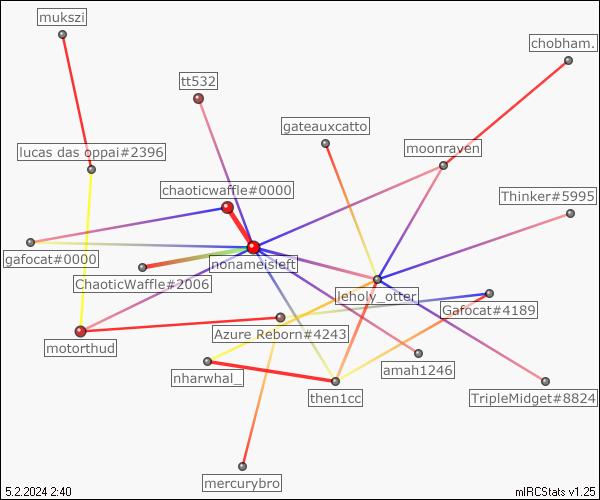 mukszi
chobham.
tt532
gateauxcatto
moonraven
lucas das oppai#2396
chaoticwaffle#0000
Thinker#5995
gafocat#0000
nonameisleft
ChaoticWaffle#2006
leholy_otter
Gafocat#4189
Azure Reborn#4243
motorthud
amah1246
nharwhal_
then1cc
TripleMidget#8824
mercurybro
5.2.2024 2:40
mIRCStats v1.25